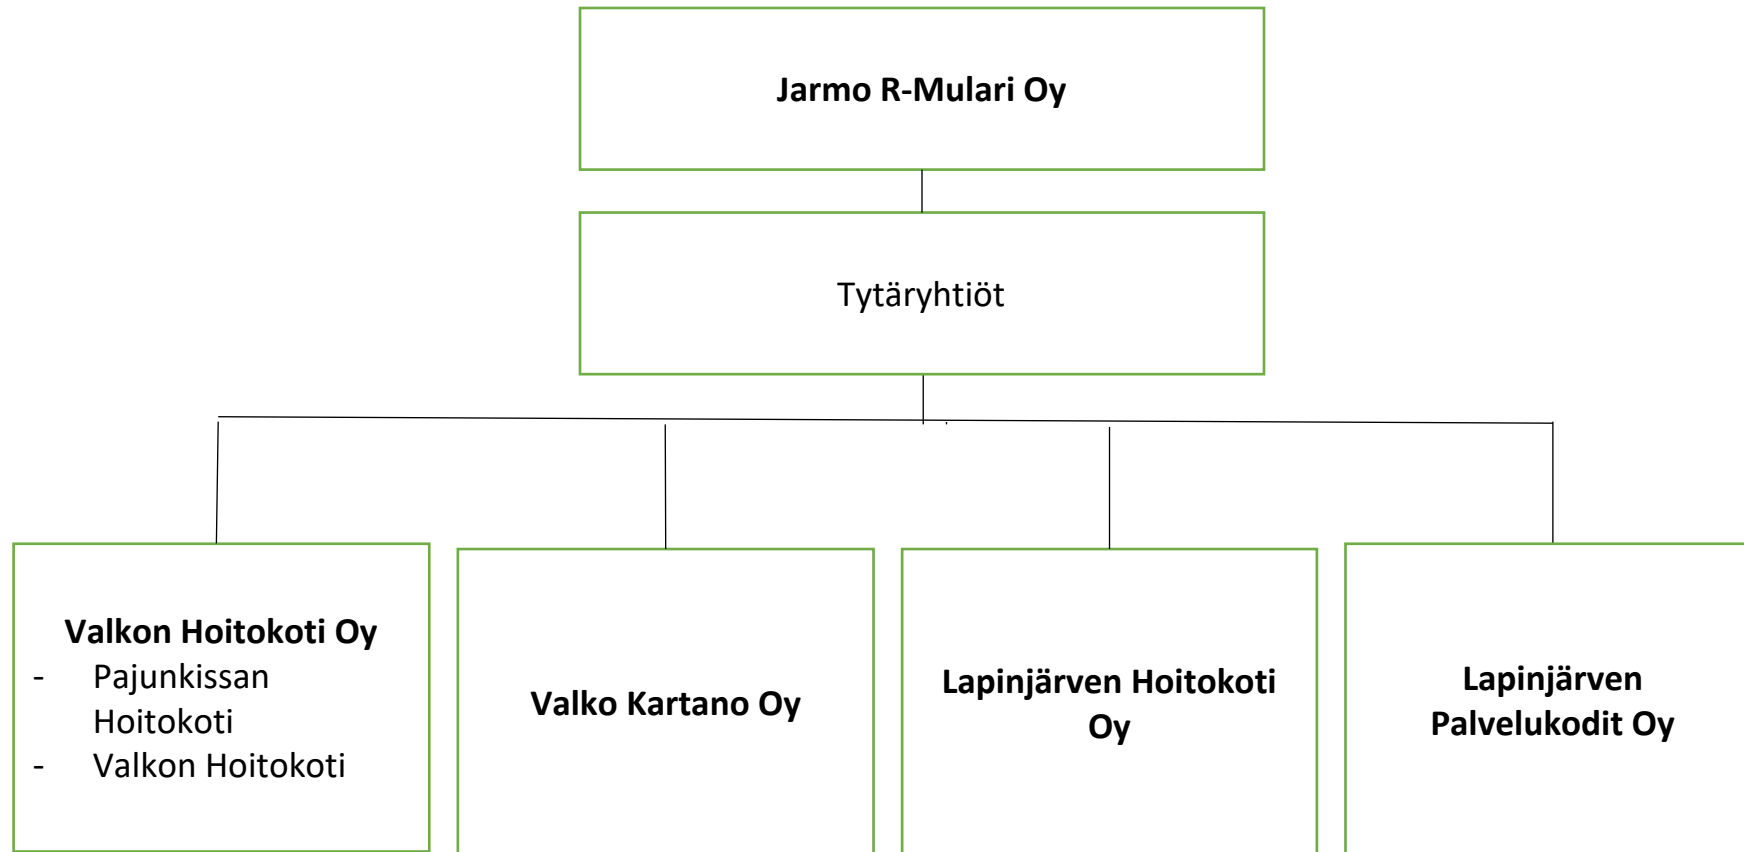 Jarmo R-Mulari Oy
Tytäryhtiöt
Valkon Hoitokoti Oy
- Pajunkissan
Hoitokoti
- Valkon Hoitokoti
Valko Kartano Oy
Lapinjärven Hoitokoti
Oy
Lapinjärven
Palvelukodit Oy